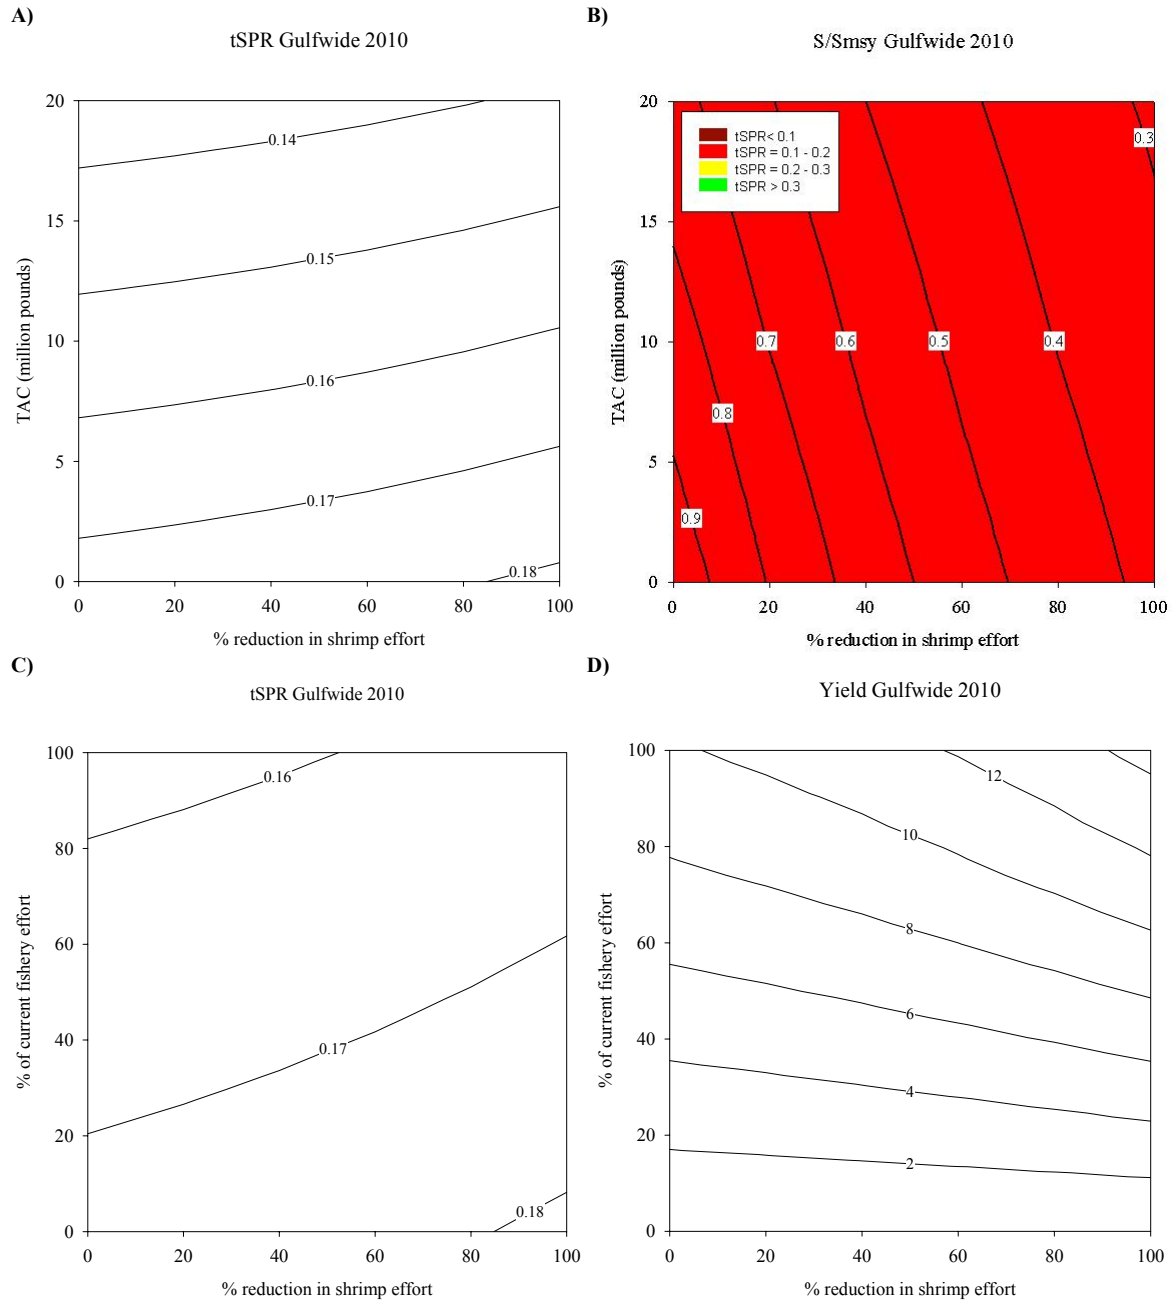 A)
tSPR Gulfwide 2010
20
15
10
5
0
TAC (million pounds)
0.14
0.15
0.16
0.17
0.18
0 20 40 60 80 100
% reduction in shrimp effort
B)
S/Smsy Gulfwide 2010
20
15
10
5
0
TAC (million pounds)
tSPR< 0.1
tSPR = 0.1 - 0.2
tSPR = 0.2 - 0.3
tSPR > 0.3
0.3
0.7
0.6
0.5
0.4
0.8
0.9
0 20 40 60 80 100
% reduction in shrimp effort
C)
tSPR Gulfwide 2010
100
80
60
40
20
0
% of current fishery effort
0.16
0.17
0.18
0 20 40 60 80 100
% reduction in shrimp effort
D)
Yield Gulfwide 2010
100
80
60
40
20
0
% of current fishery effort
12
10
8
6
4
2
0 20 40 60 80 100
% reduction in shrimp effort